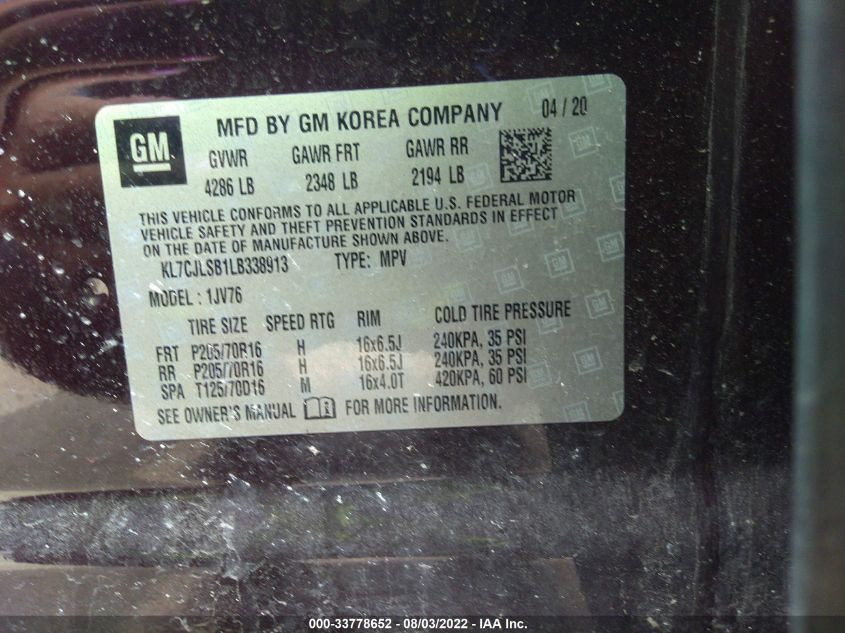 GM
MFD BY GM KOREA COMPANY 04 / 20
GVWR GAWR FRT GAWR RR
4286 LB 2348 LB 2194 LB
THIS VEHICLE CONFORMS TO ALL APPLICABLE U.S. FEDERAL MOTOR
VEHICLE SAFETY AND THEFT PREVENTION STANDARDS IN EFFECT
ON THE DATE OF MANUFACTURE SHOWN ABOVE.
KL7CJLSB1LB338913 TYPE: MPV
MODEL : 1JV76
TIRE SIZE SPEED RTG RIM COLD TIRE PRESSURE
FRT P205/70R16 H 16x6.5J 240KPA, 35 PSI
RR P205/70R16 H 16x6.5J 240KPA, 35 PSI
SPA T125/70D16 M 16x4.0T 420KPA, 60 PSI
SEE OWNER'S MANUAL FOR MORE INFORMATION.
000-33778652 - 08/03/2022 - IAA Inc.